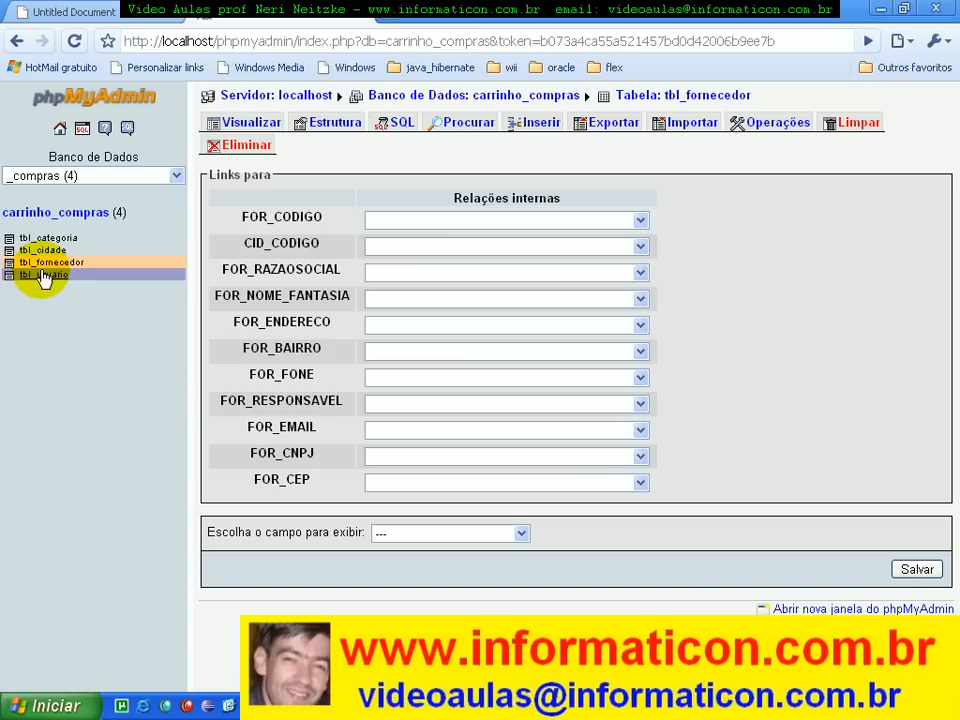 Untitled Document
Video Aulas prof Neri Neitzke – www.informaticon.com.br email: videoaulas@informaticon.com.br
http://localhost/phpmyadmin/index.php?db=carrinho_compras&token=b073a4ca55a521457bd0d42006b9ee7b
HotMail gratuito Personalizar links Windows Media Windows java_hibernate wii oracle flex Outros favoritos
phpMyAdmin
Servidor: localhost Banco de Dados: carrinho_compras Tabela: tbl_fornecedor
Visualizar Estrutura SQL Procurar Inserir Exportar Importar Operações Limpar
Eliminar
Banco de Dados
_compras (4)
carrinho_compras (4)
tbl_categoria
tbl_cidade
tbl_fornecedor
tbl_usuario
Links para
Relações internas
FOR_CODIGO
CID_CODIGO
FOR_RAZAOSOCIAL
FOR_NOME_FANTASIA
FOR_ENDERECO
FOR_BAIRRO
FOR_FONE
FOR_RESPONSAVEL
FOR_EMAIL
FOR_CNPJ
FOR_CEP
Escolha o campo para exibir: ---
Salvar
Abrir nova janela do phpMyAdmin
www.informaticon.com.br
videoaulas@informaticon.com.br
Iniciar